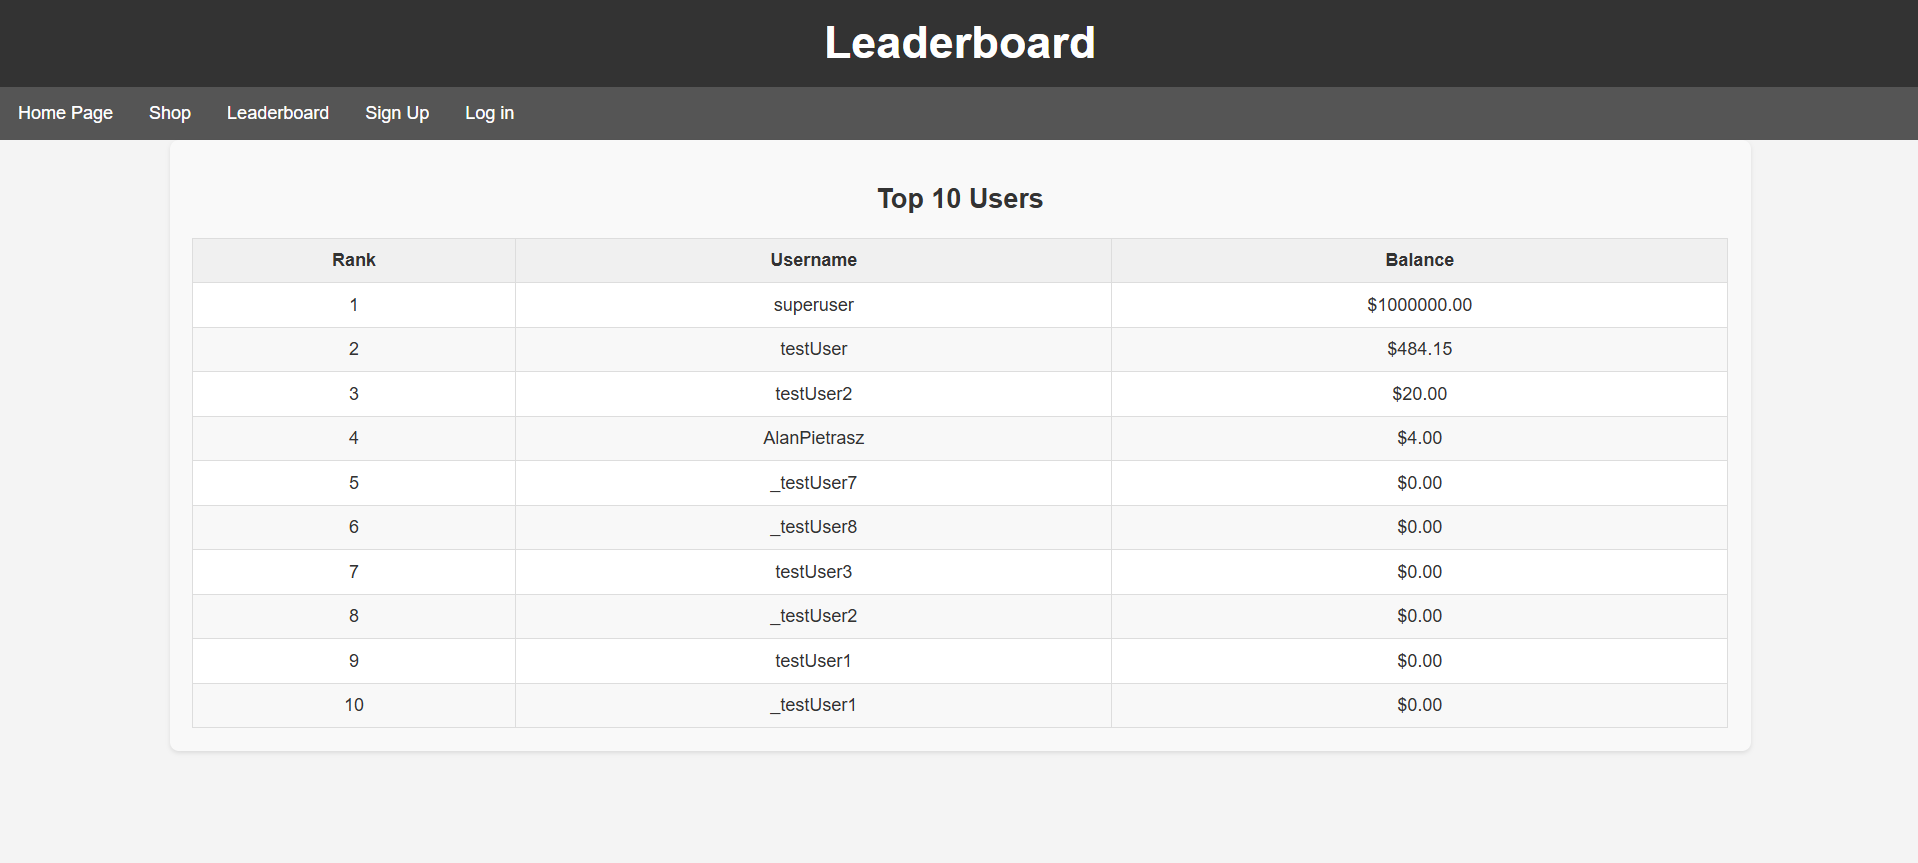 Leaderboard
Home Page Shop Leaderboard Sign Up Log in
Top 10 Users
Rank Username Balance
1 superuser $1000000.00
2 testUser $484.15
3 testUser2 $20.00
4 AlanPietrasz $4.00
5 _testUser7 $0.00
6 _testUser8 $0.00
7 testUser3 $0.00
8 _testUser2 $0.00
9 testUser1 $0.00
10 _testUser1 $0.00